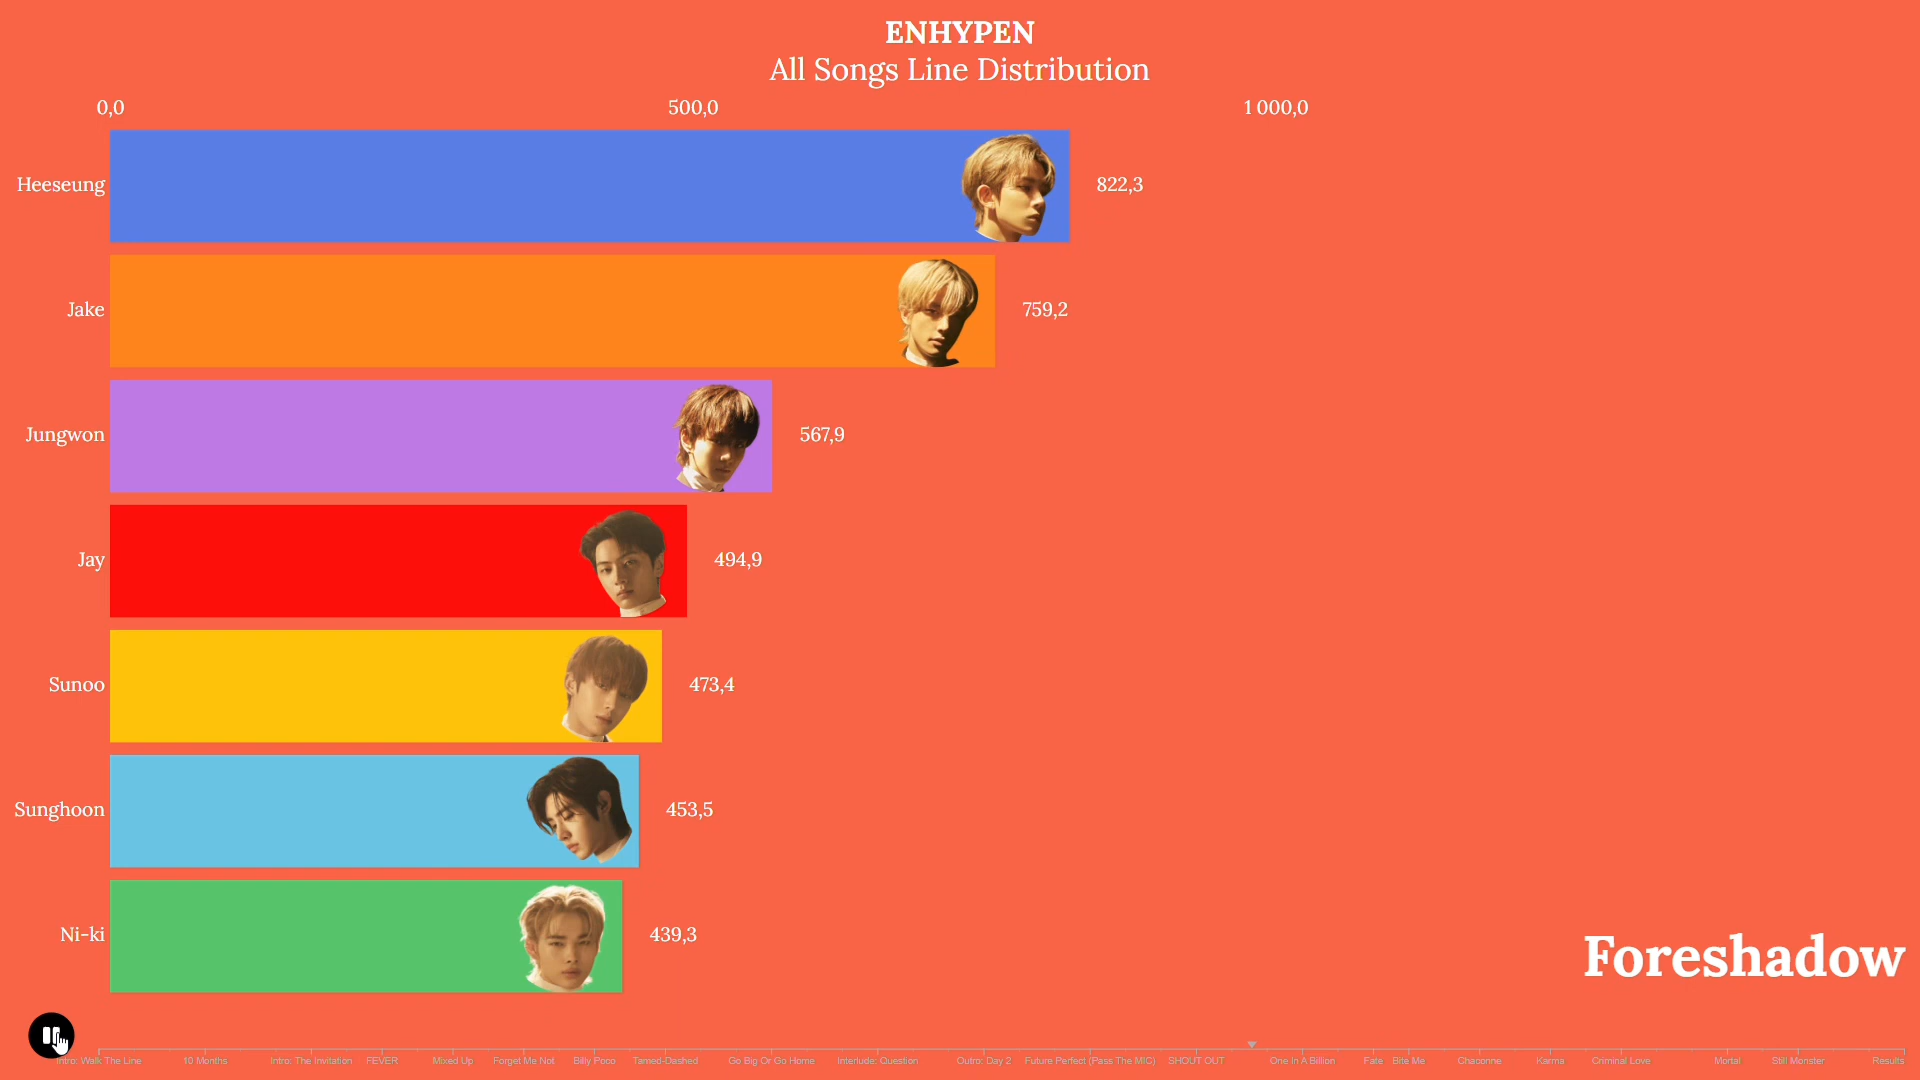 ENHYPEN
All Songs Line Distribution
0,0 500,0 1 000,0
Heeseung 822,3
Jake 759,2
Jungwon 567,9
Jay 494,9
Sunoo 473,4
Sunghoon 453,5
Ni-ki 439,3
Foreshadow
Intro: Walk The Line 10 Months Intro: The Invitation FEVER Mixed Up Forget Me Not Billy Poco Tamed-Dashed Go Big Or Go Home Interlude: Question Outro: Day 2 Future Perfect (Pass The MIC) SHOUT OUT One In A Billion Fate Bite Me Chaconne Karma Criminal Love Mortal Still Monster Results